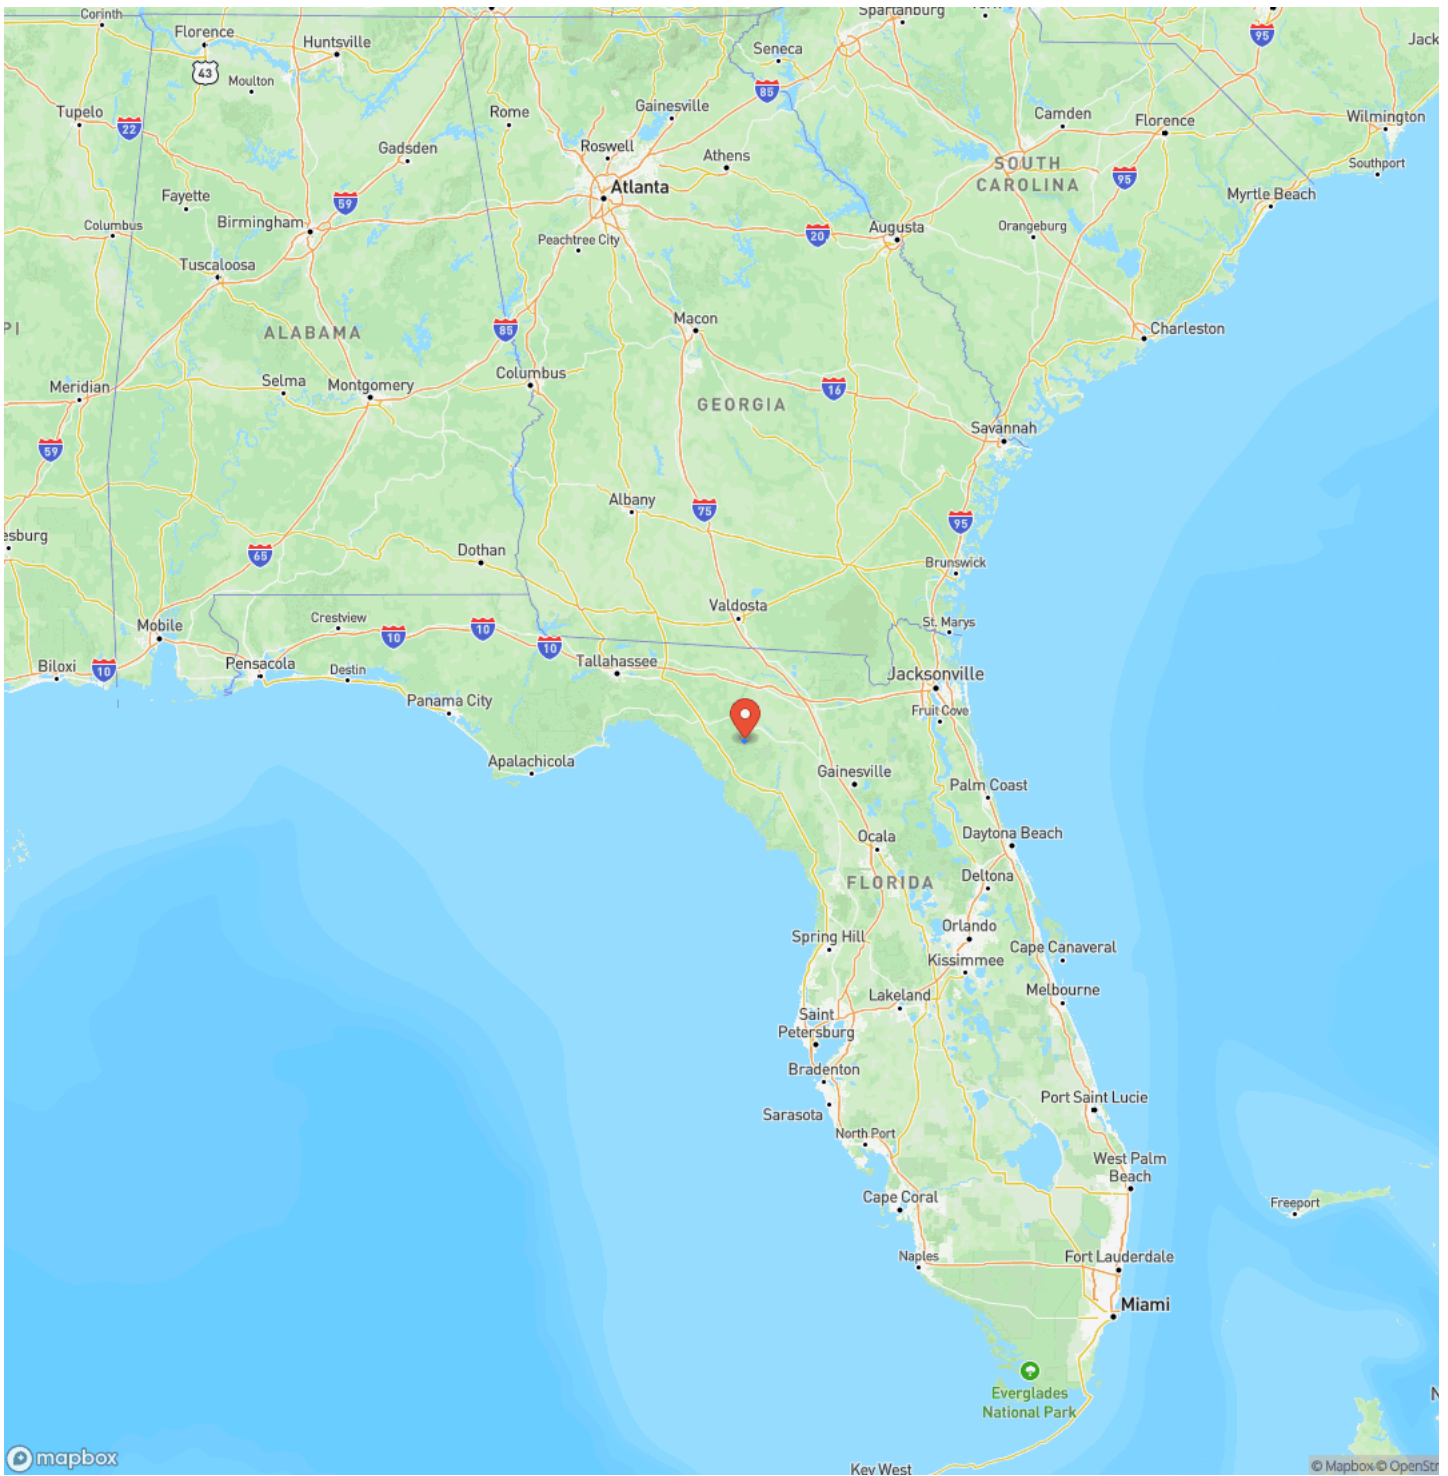 Corinth
Spartanburg
Florence
Huntsville
Seneca
95
Jack
43
Moulton
85
Tupelo
22
Rome
Gainesville
Camden
Florence
Wilmington
Gadsden
Roswell
Athens
SOUTH
CAROLINA
95
Southport
Fayette
59
Atlanta
Myrtle Beach
Columbus
Birmingham
Peachtree City
20
Augusta
Orangeburg
Tuscaloosa
PI
ALABAMA
85
Macon
Charleston
Meridian
Selma
Montgomery
Columbus
16
GEORGIA
59
Savannah
Albany
75
95
esburg
65
Dothan
Brunswick
Valdosta
Mobile
Crestview
10
10
10
St. Marys
Biloxi
10
Pensacola
Destin
Tallahassee
Jacksonville
Panama City
Fruit Cove
Apalachicola
Gainesville
Palm Coast
Ocala
Daytona Beach
FLORIDA
Deltona
Orlando
Spring Hill
Cape Canaveral
Kissimmee
Lakeland
Melbourne
Saint
Petersburg
Bradenton
Port Saint Lucie
Sarasota
North Port
West Palm
Beach
Cape Coral
Freeport
Naples
Fort Lauderdale
Miami
Everglades
National Park
N
mapbox
Key West
© Mapbox © OpenStr